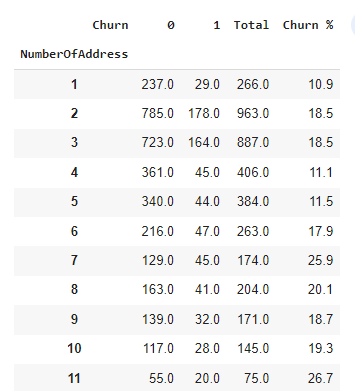 Churn 0 1 Total Churn %
NumberOfAddress
1 237.0 29.0 266.0 10.9
2 785.0 178.0 963.0 18.5
3 723.0 164.0 887.0 18.5
4 361.0 45.0 406.0 11.1
5 340.0 44.0 384.0 11.5
6 216.0 47.0 263.0 17.9
7 129.0 45.0 174.0 25.9
8 163.0 41.0 204.0 20.1
9 139.0 32.0 171.0 18.7
10 117.0 28.0 145.0 19.3
11 55.0 20.0 75.0 26.7